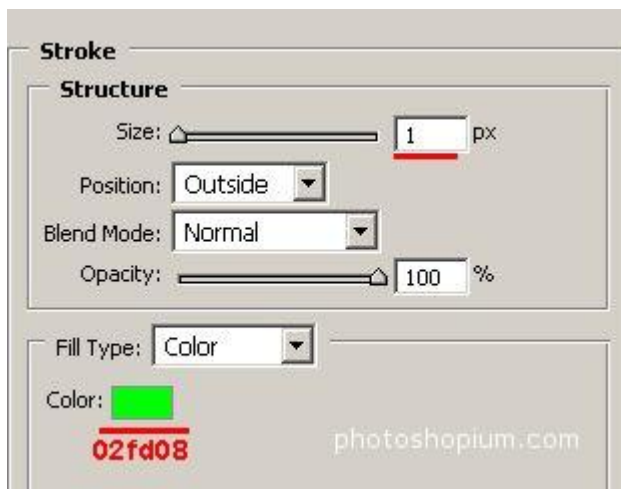 Stroke
Structure
Size: 1 px
Position: Outside
Blend Mode: Normal
Opacity: 100 %
Fill Type: Color
Color:
02fd08
photoshopium.com